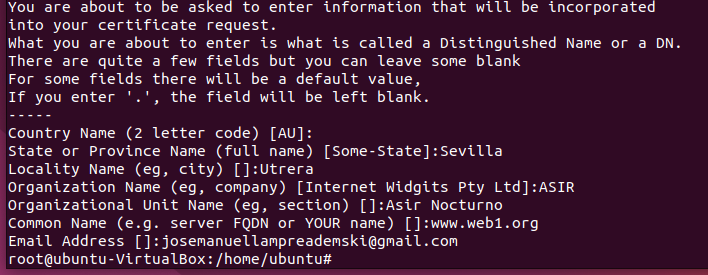 You are about to be asked to enter information that will be incorporated
into your certificate request.
What you are about to enter is what is called a Distinguished Name or a DN.
There are quite a few fields but you can leave some blank
For some fields there will be a default value,
If you enter '.', the field will be left blank.
-----
Country Name (2 letter code) [AU]:
State or Province Name (full name) [Some-State]:Sevilla
Locality Name (eg, city) []:Utrera
Organization Name (eg, company) [Internet Widgits Pty Ltd]:ASIR
Organizational Unit Name (eg, section) []:Asir Nocturno
Common Name (e.g. server FQDN or YOUR name) []:www.web1.org
Email Address []:josemanuellampreademski@gmail.com
root@ubuntu-VirtualBox:/home/ubuntu#